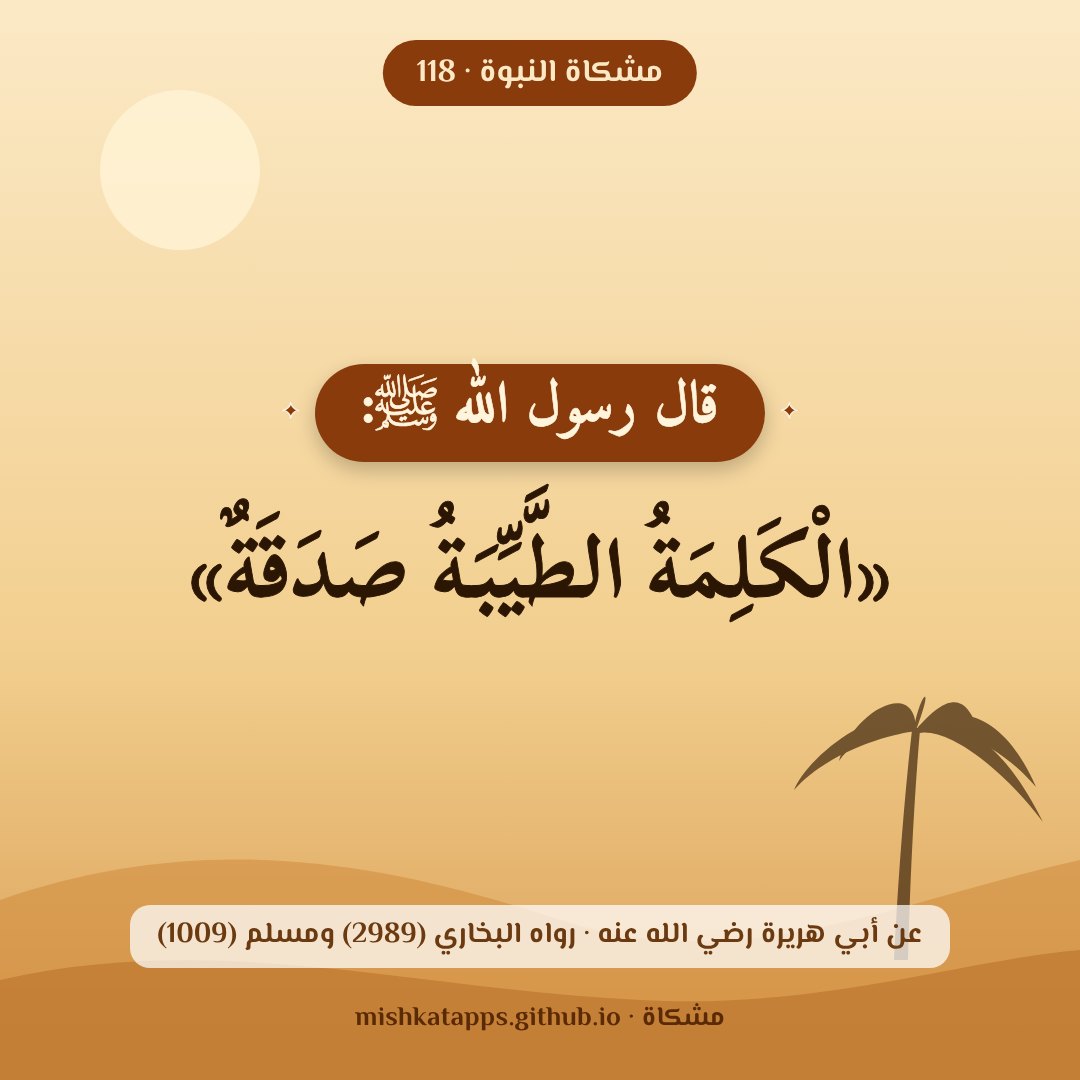 مشكاة النبوة · 118
قال رسول الله ﷺ:
«الْكَلِمَةُ الطَّيِّبَةُ صَدَقَةٌ»
عن أبي هريرة رضي الله عنه · رواه البخاري (2989) ومسلم (1009)
مشكاة · mishkatapps.github.io